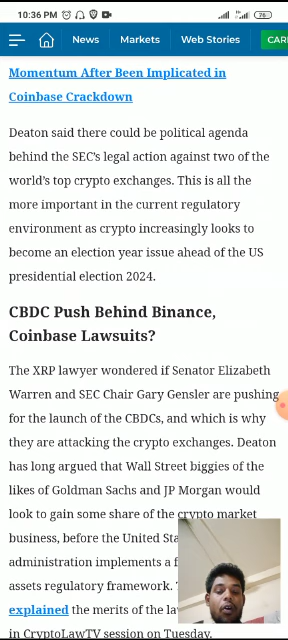 10:36 PM
76
News Markets Web Stories CAR
Momentum After Been Implicated in
Coinbase Crackdown
Deaton said there could be political agenda
behind the SEC's legal action against two of the
world's top crypto exchanges. This is all the
more important in the current regulatory
environment as crypto increasingly looks to
become an election year issue ahead of the US
presidential election 2024.
CBDC Push Behind Binance,
Coinbase Lawsuits?
The XRP lawyer wondered if Senator Elizabeth
Warren and SEC Chair Gary Gensler are pushing
for the launch of the CBDCs, and which is why
they are attacking the crypto exchanges. Deaton
has long argued that Wall Street biggies of the
likes of Goldman Sachs and JP Morgan would
look to gain some share of the crypto market
business, before the United Sta
administration implements a f
assets regulatory framework.
explained the merits of the la
in CryptoLawTV session on Tuesday.